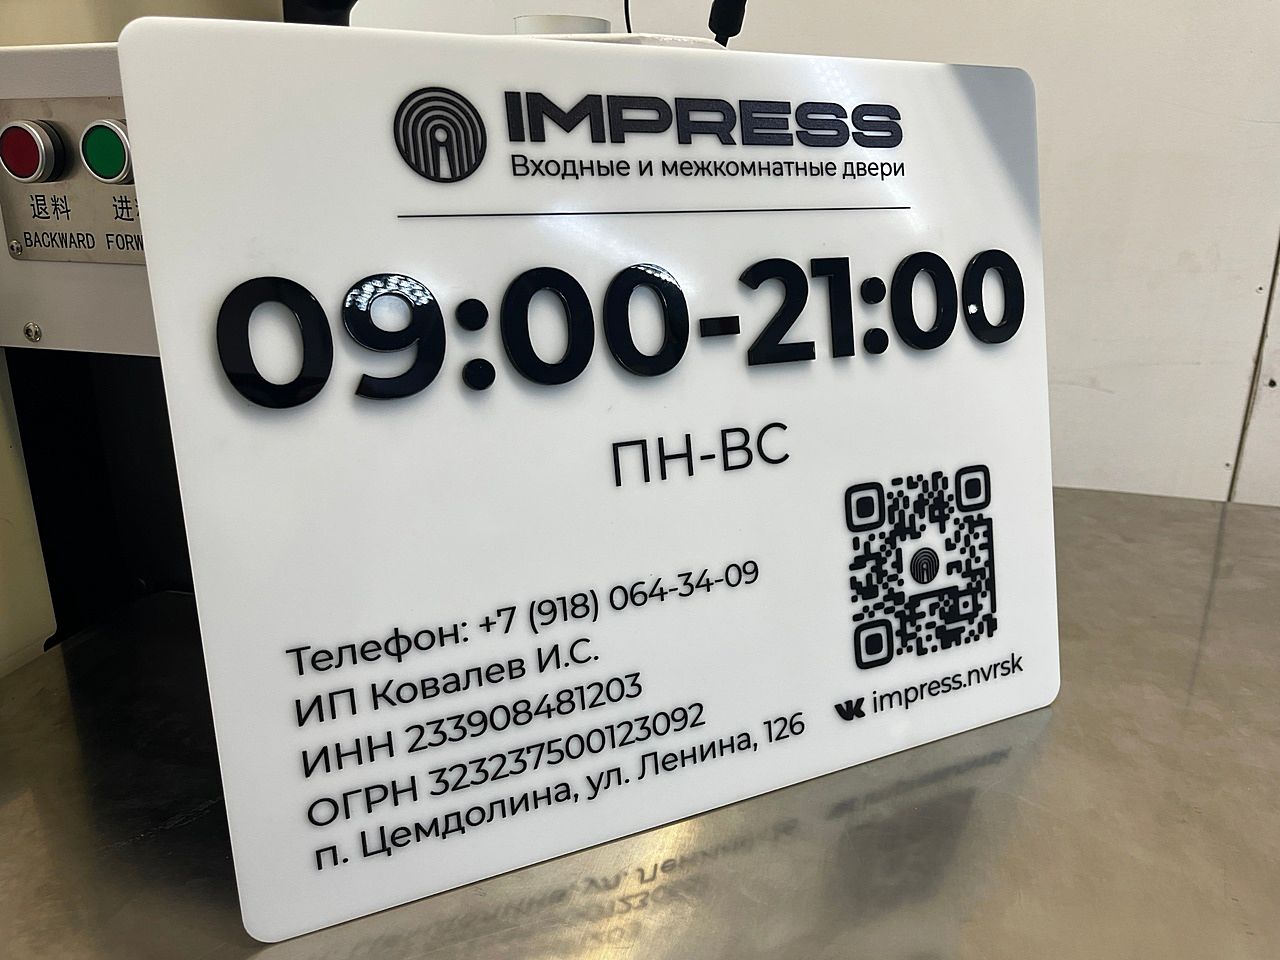 IMPRESS
Входные и межкомнатные двери
09:00-21:00
ПН-ВС
Телефон: +7 (918) 064-34-09
ИП Ковалев И.С.
ИНН 233908481203
ОГРН 323237500123092
п. Цемдолина, ул. Ленина, 126
impress.nvrsk
退料
BACKWARD
进